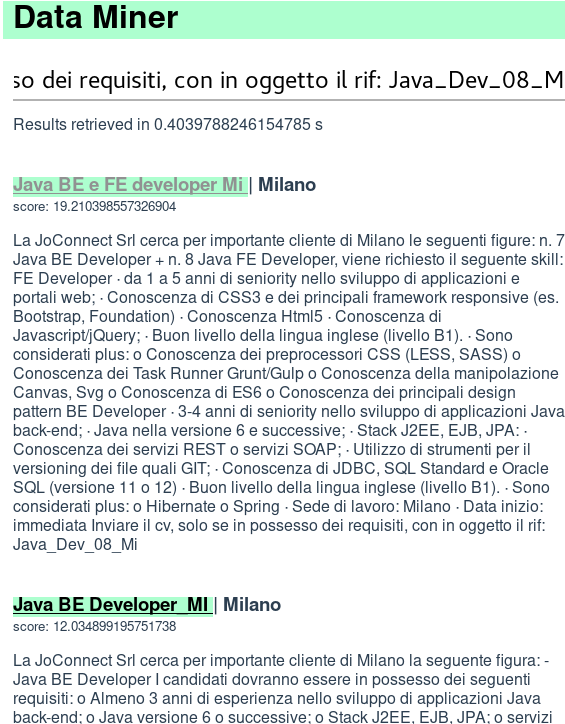 Data Miner
so dei requisiti, con in oggetto il rif: Java_Dev_08_M
Results retrieved in 0.4039788246154785 s
Java BE e FE developer Mi | Milano
score: 19.210398557326904
La JoConnect Srl cerca per importante cliente di Milano le seguenti figure: n. 7
Java BE Developer + n. 8 Java FE Developer, viene richiesto il seguente skill:
FE Developer · da 1 a 5 anni di seniority nello sviluppo di applicazioni e
portali web; · Conoscenza di CSS3 e dei principali framework responsive (es.
Bootstrap, Foundation) · Conoscenza Html5 · Conoscenza di
Javascript/jQuery; · Buon livello della lingua inglese (livello B1). · Sono
considerati plus: o Conoscenza dei preprocessori CSS (LESS, SASS) o
Conoscenza dei Task Runner Grunt/Gulp o Conoscenza della manipolazione
Canvas, Svg o Conoscenza di ES6 o Conoscenza dei principali design
pattern BE Developer · 3-4 anni di seniority nello sviluppo di applicazioni Java
back-end; · Java nella versione 6 e successive; · Stack J2EE, EJB, JPA: ·
Conoscenza dei servizi REST o servizi SOAP; · Utilizzo di strumenti per il
versioning dei file quali GIT; · Conoscenza di JDBC, SQL Standard e Oracle
SQL (versione 11 o 12) · Buon livello della lingua inglese (livello B1). · Sono
considerati plus: o Hibernate o Spring · Sede di lavoro: Milano · Data inizio:
immediata Inviare il cv, solo se in possesso dei requisiti, con in oggetto il rif:
Java_Dev_08_Mi
Java BE Developer_MI | Milano
score: 12.034899195751738
La JoConnect Srl cerca per importante cliente di Milano la seguente figura: -
Java BE Developer I candidati dovranno essere in possesso dei seguenti
requisiti: o Almeno 3 anni di esperienza nello sviluppo di applicazioni Java
back-end; o Java versione 6 o successive; o Stack J2EE, EJB, JPA; o servizi